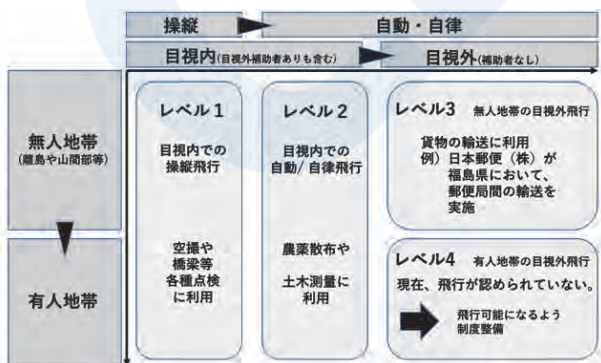 操縦
自動・自律
目視内(目視外補助者ありも含む)
目視外(補助者なし)
無人地帯
(離島や山間部等)
有人地帯
レベル1
目視内での
操縦飛行
空撮や
橋梁等
各種点検
に利用
レベル2
目視内での
自動/自律飛行
農薬散布や
土木測量に
利用
レベル3 無人地帯の目視外飛行
貨物の輸送に利用
例）日本郵便（株）が
福島県において、
郵便局間の輸送を
実施
レベル4 有人地帯の目視外飛行
現在、飛行が認められていない。
飛行可能になるよう
制度整備